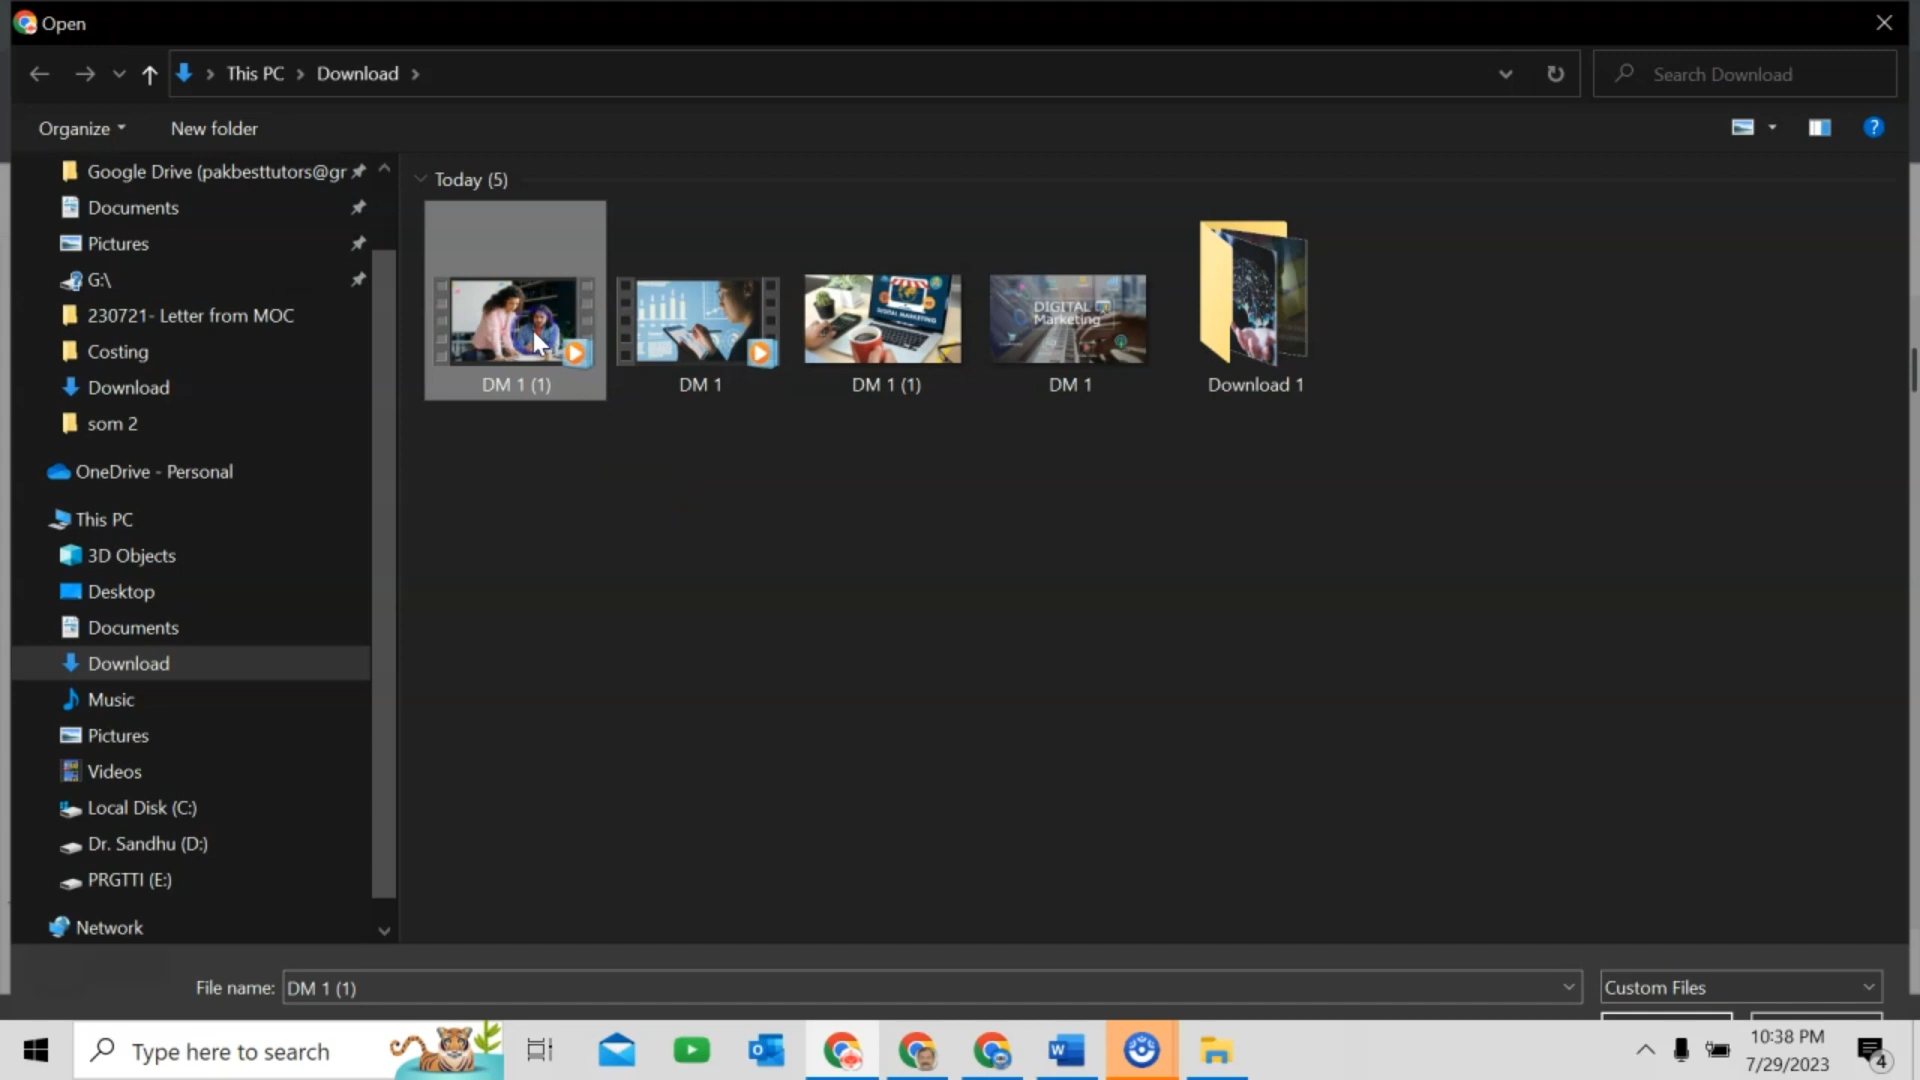 Open
This PC
Download
Search Download
Organize
New folder
Google Drive (pakbesttutors@gr
Documents
Pictures
G:\
230721- Letter from MOC
Costing
Download
som 2
OneDrive - Personal
This PC
3D Objects
Desktop
Documents
Download
Music
Pictures
Videos
Local Disk (C:)
Dr. Sandhu (D:)
PRGTTI (E:)
Network
Today (5)
DIGITAL
Marketing
DIGITAL MARKETING
DM 1 (1)
DM 1
DM 1 (1)
DM 1
Download 1
File name:
DM 1 (1)
Custom Files
Type here to search
10:38 PM
7/29/2023
4